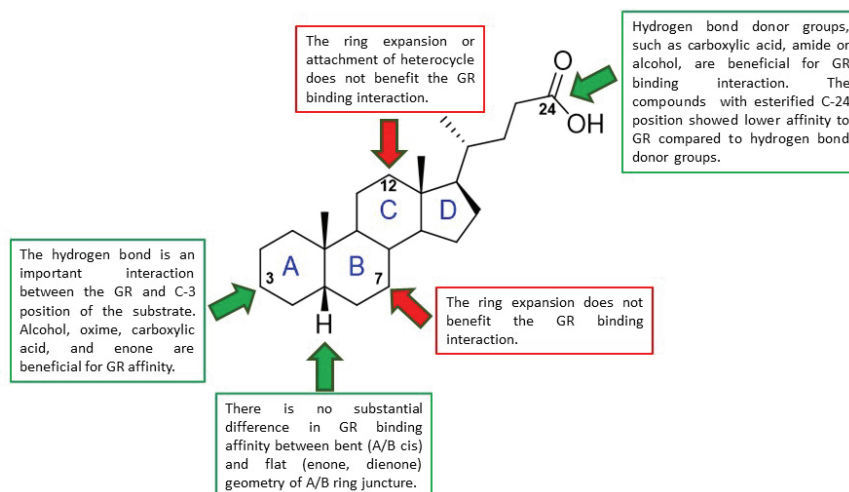 The ring expansion or
attachment of heterocycle
does not benefit the GR
binding interaction.
Hydrogen bond donor groups,
such as carboxylic acid, amide or
alcohol, are beneficial for GR
binding interaction. The
compounds with esterified C-24
position showed lower affinity to
GR compared to hydrogen bond
donor groups.
O
24
OH
12
C
D
The hydrogen bond is an
important interaction
between the GR and C-3
position of the substrate.
Alcohol, oxime, carboxylic
acid, and enone are
beneficial for GR affinity.
3
A
B
7
H
The ring expansion does not
benefit the GR binding
interaction.
There is no substantial
difference in GR binding
affinity between bent (A/B cis)
and flat (enone, dienone)
geometry of A/B ring juncture.